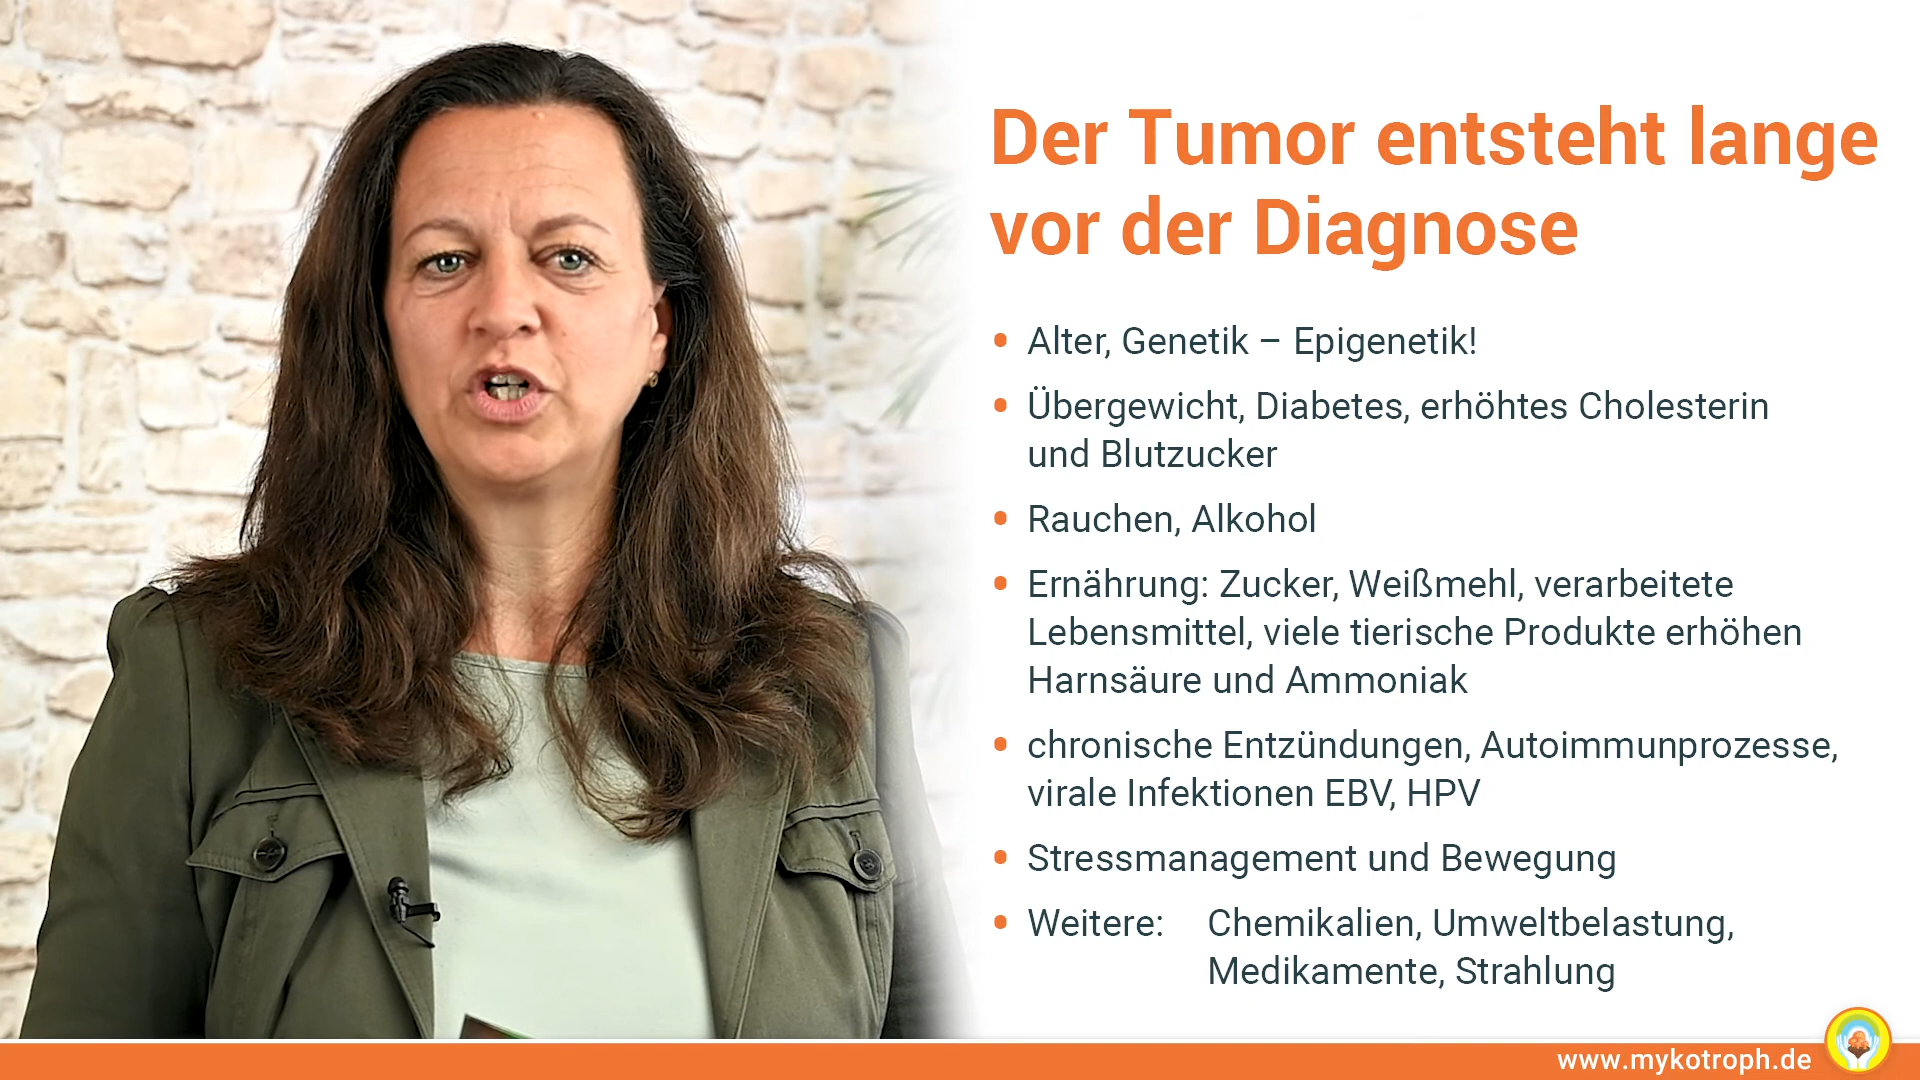 Der Tumor entsteht lange
vor der Diagnose
• Alter, Genetik – Epigenetik!
• Übergewicht, Diabetes, erhöhtes Cholesterin
und Blutzucker
• Rauchen, Alkohol
• Ernährung: Zucker, Weißmehl, verarbeitete
Lebensmittel, viele tierische Produkte erhöhen
Harnsäure und Ammoniak
• chronische Entzündungen, Autoimmunprozesse,
virale Infektionen EBV, HPV
• Stressmanagement und Bewegung
• Weitere: Chemikalien, Umweltbelastung,
Medikamente, Strahlung
www.mykotroph.de